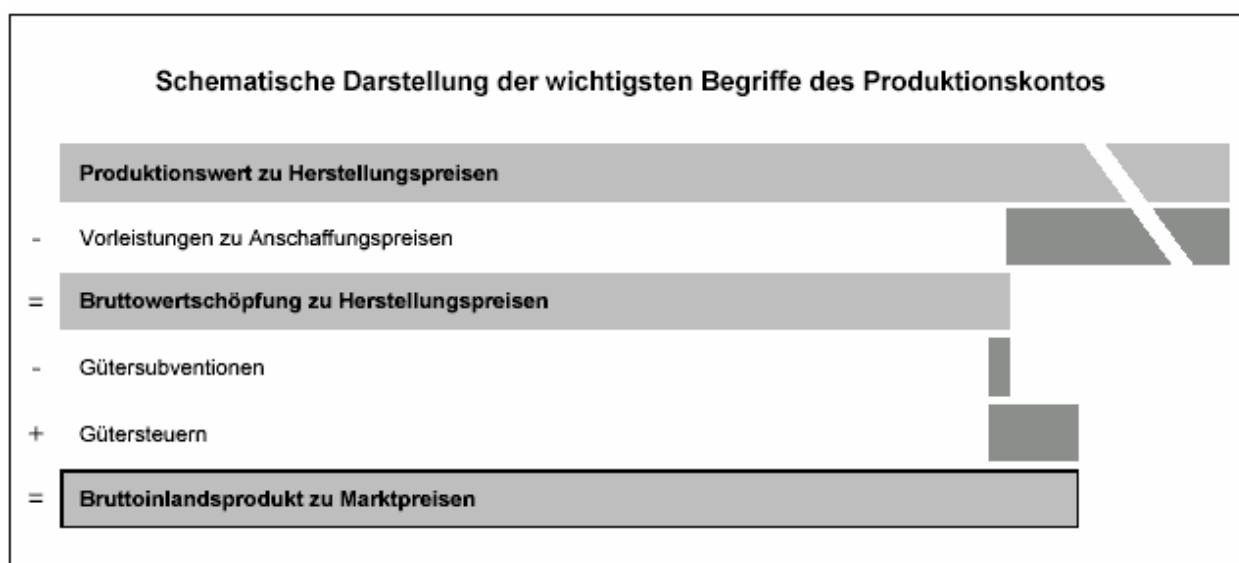 Schematische Darstellung der wichtigsten Begriffe des Produktionskontos
Produktionswert zu Herstellungspreisen
- Vorleistungen zu Anschaffungspreisen
= Bruttowertschöpfung zu Herstellungspreisen
- Gütersubventionen
+ Gütersteuern
= Bruttoinlandsprodukt zu Marktpreisen